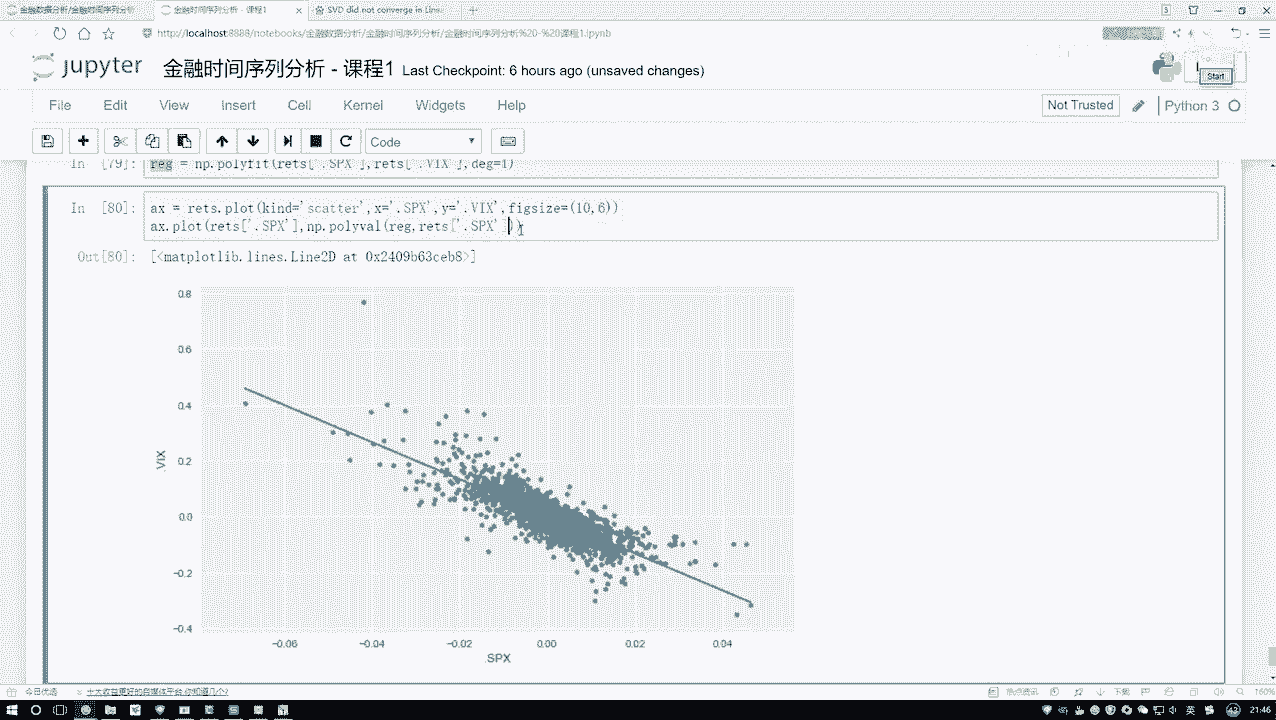 金融数据分析/金融时间序列分析
金融时间序列分析 - 课程1
SVD did not converge in Line
http://localhost:8888/notebooks/金融数据分析/金融时间序列分析/金融时间序列分析%20-%20课程1.ipynb
jupyter 金融时间序列分析 - 课程1 Last Checkpoint: 6 hours ago (unsaved changes)
Start
File Edit View Insert Cell Kernel Widgets Help
Not Trusted Python 3
Code
In [79]: reg = np.polyfit(rets['.SPX'],rets['.VIX'],deg=1)
In [80]: ax = rets.plot(kind='scatter',x='.SPX',y='.VIX',figsize=(10,6))
ax.plot(rets['.SPX'],np.polyval(reg,rets['.SPX']))
Out[80]: [<matplotlib.lines.Line2D at 0x2409b63ceb8>]
0.8
0.6
0.4
0.2
0.0
-0.2
-0.4
.VIX
-0.06 -0.04 -0.02 0.00 0.02 0.04
.SPX
今日优选
下载
160%
21:46